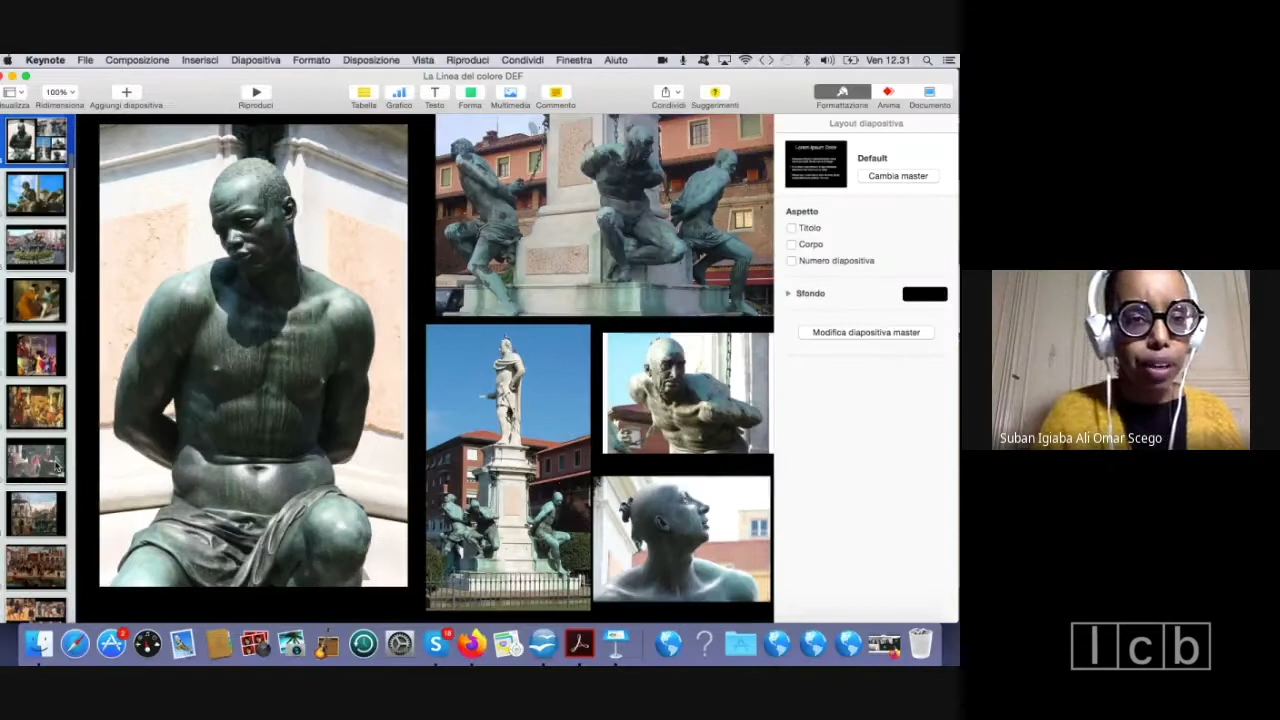 Keynote File Composizione Inserisci Diapositiva Formato Disposizione Vista Riproduci Condividi Finestra Aiuto Ven 12.31
La Linea del colore DEF
100%
Ridimensiona Aggiungi diapositiva Riproduci Tabella Grafico Testo Forma Multimedia Commento Condividi Suggerimenti Formattazione Anima Documento
Layout diapositiva
Default
Cambia master
Aspetto
Titolo
Corpo
Numero diapositiva
Sfondo
Modifica diapositiva master
Suban Igiaba Ali Omar Scego
lcb